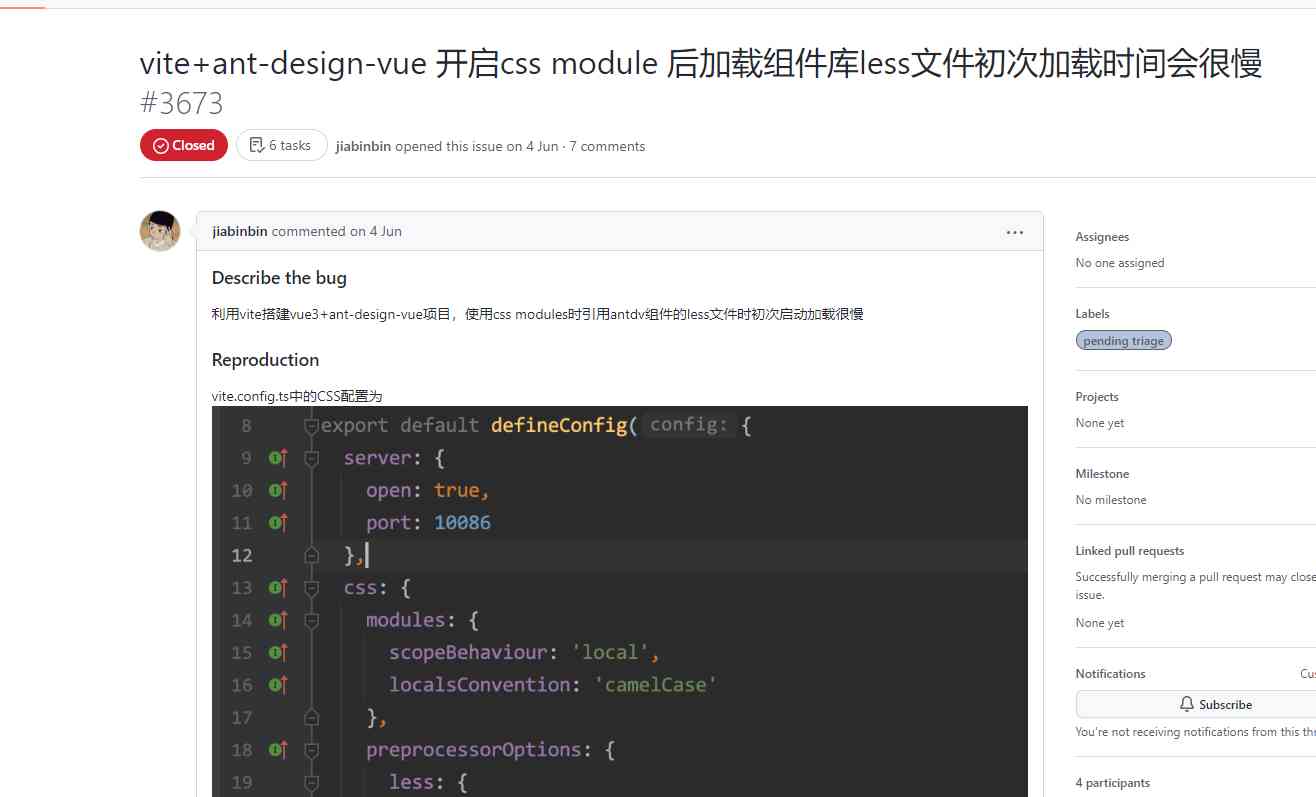 vite+ant-design-vue 开启css module 后加载组件库less文件初次加载时间会很慢
#3673
Closed
6 tasks
jiabinbin opened this issue on 4 Jun · 7 comments
jiabinbin commented on 4 Jun
Describe the bug
利用vite搭建vue3+ant-design-vue项目，使用css modules时引用antdv组件的less文件时初次启动加载很慢
Reproduction
vite.config.ts中的CSS配置为
8 export default defineConfig( config: {
9 server: {
10 open: true,
11 port: 10086
12 },
13 css: {
14 modules: {
15 scopeBehaviour: 'local',
16 localsConvention: 'camelCase'
17 },
18 preprocessorOptions: {
19 less: {
Assignees
No one assigned
Labels
pending triage
Projects
None yet
Milestone
No milestone
Linked pull requests
Successfully merging a pull request may close
issue.
None yet
Notifications
Cus
Subscribe
You're not receiving notifications from this thr
4 participants